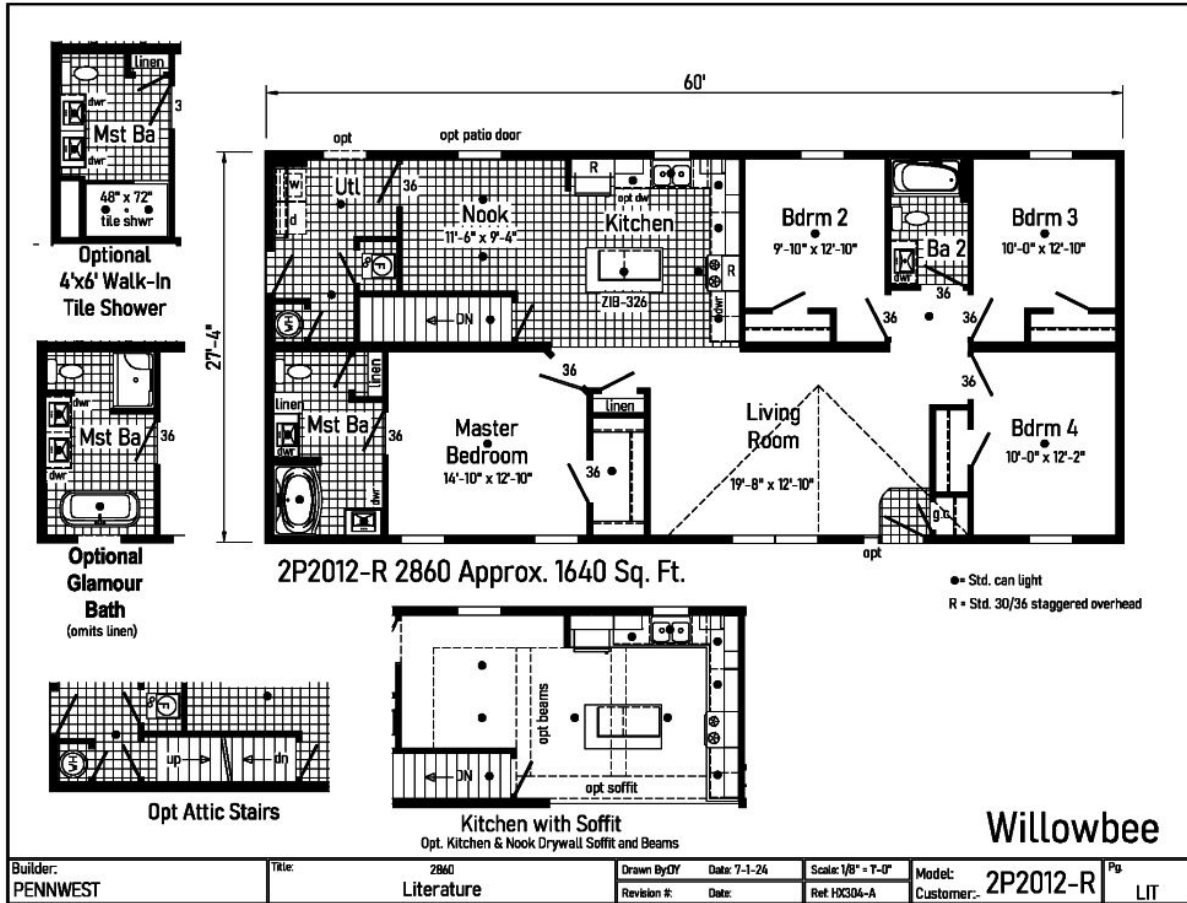 linen
dwr
3
Mst Ba
dwr
48" x 72"
tile shwr
Optional
4'x6' Walk-In
Tile Shower
60'
27'-4"
opt
opt patio door
w
d
Utl
36
Nook
11'-6" x 9'-4"
R
opt dw
Kitchen
R
ZIB-326
dwr
F
HW
DN
Bdrm 2
9'-10" x 12'-10"
36
Ba 2
dwr
36
Bdrm 3
10'-0" x 12'-10"
36
linen
linen
Mst Ba
36
dwr
Master
Bedroom
14'-10" x 12'-10"
36
linen
36
Living
Room
19'-8" x 12'-10"
g.c.
opt
36
Bdrm 4
10'-0" x 12'-2"
dwr
Mst Ba
36
dwr
Optional
Glamour
Bath
(omits linen)
2P2012-R 2860 Approx. 1640 Sq. Ft.
●= Std. can light
R = Std. 30/36 staggered overhead
F
HW
up
dn
Opt Attic Stairs
opt beams
DN
opt soffit
Kitchen with Soffit
Opt. Kitchen & Nook Drywall Soffit and Beams
Willowbee
Builder:
PENNWEST
Title:
2860
Literature
Drawn By:DY
Date: 7-1-24
Scale: 1/8" = 1'-0"
Revision #:
Date:
Ref: HX304-A
Model:
Customer:-
2P2012-R
Pg.
LIT